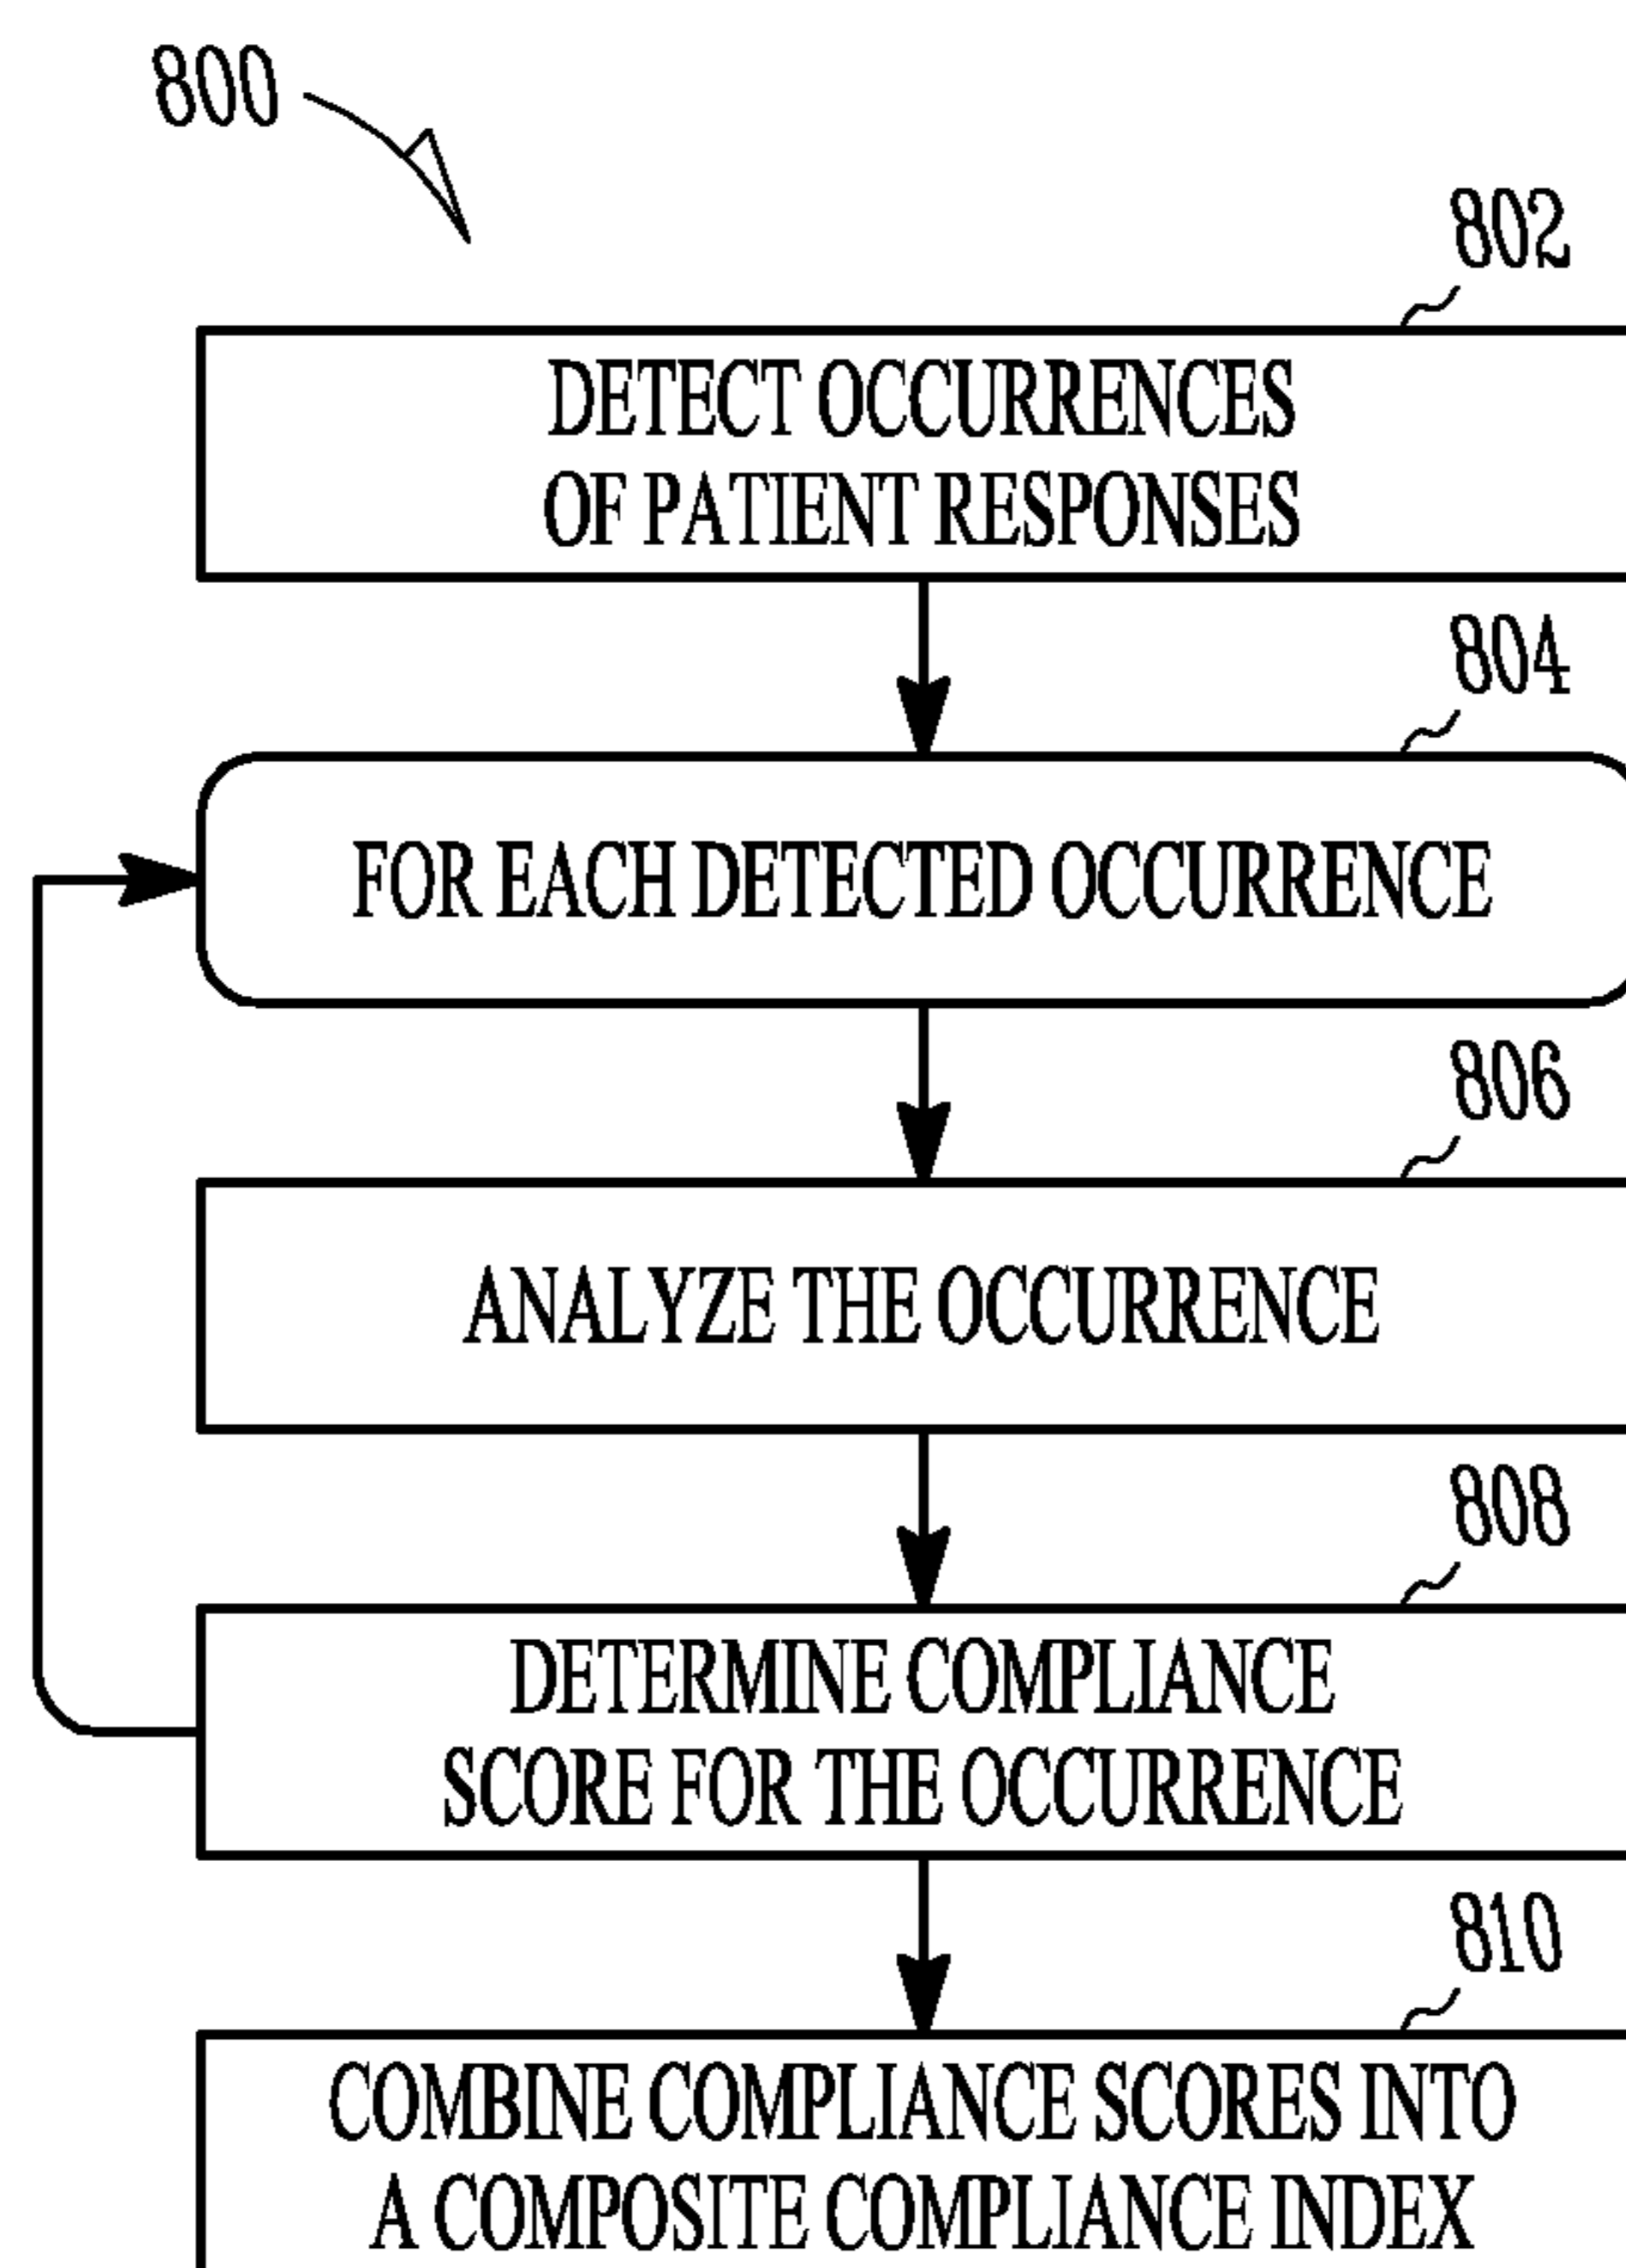 800
802
DETECT OCCURRENCES
OF PATIENT RESPONSES
804
FOR EACH DETECTED OCCURRENCE
806
ANALYZE THE OCCURRENCE
808
DETERMINE COMPLIANCE
SCORE FOR THE OCCURRENCE
810
COMBINE COMPLIANCE SCORES INTO
A COMPOSITE COMPLIANCE INDEX